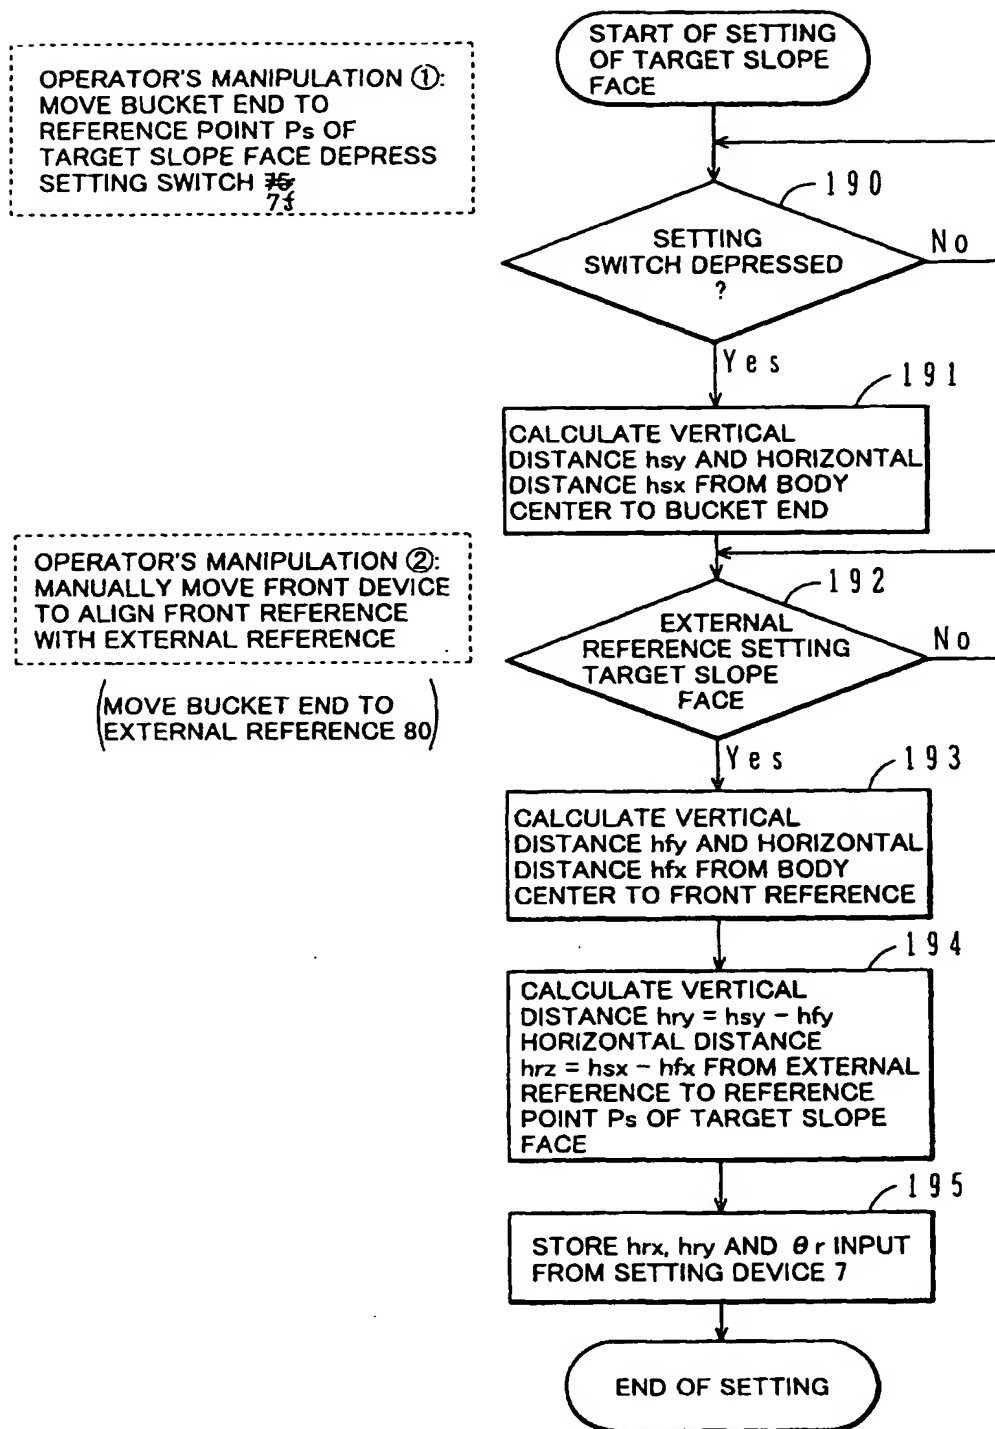 START OF SETTING
OF TARGET SLOPE
FACE
OPERATOR'S MANIPULATION ①:
MOVE BUCKET END TO
REFERENCE POINT Ps OF
TARGET SLOPE FACE DEPRESS
SETTING SWITCH
7f
190
SETTING
SWITCH DEPRESSED
?
No
Yes
191
CALCULATE VERTICAL
DISTANCE hsy AND HORIZONTAL
DISTANCE hsx FROM BODY
CENTER TO BUCKET END
OPERATOR'S MANIPULATION ②:
MANUALLY MOVE FRONT DEVICE
TO ALIGN FRONT REFERENCE
WITH EXTERNAL REFERENCE
(MOVE BUCKET END TO
EXTERNAL REFERENCE 80)
192
EXTERNAL
REFERENCE SETTING
TARGET SLOPE
FACE
No
Yes
193
CALCULATE VERTICAL
DISTANCE hfy AND HORIZONTAL
DISTANCE hfx FROM BODY
CENTER TO FRONT REFERENCE
194
CALCULATE VERTICAL
DISTANCE hry = hsy - hfy
HORIZONTAL DISTANCE
hrz = hsx - hfx FROM EXTERNAL
REFERENCE TO REFERENCE
POINT Ps OF TARGET SLOPE
FACE
195
STORE hrx, hry AND θr INPUT
FROM SETTING DEVICE 7
END OF SETTING